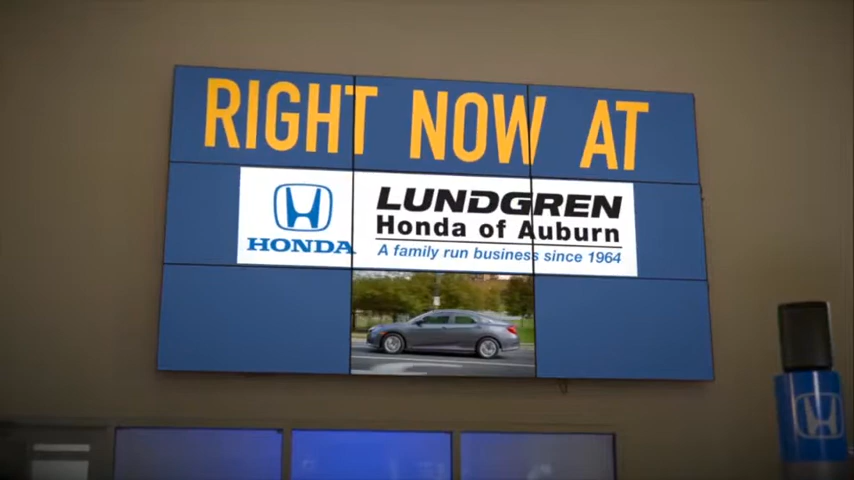 RIGHT NOW AT
LUNDGREN
Honda of Auburn
HONDA
A family run business since 1964